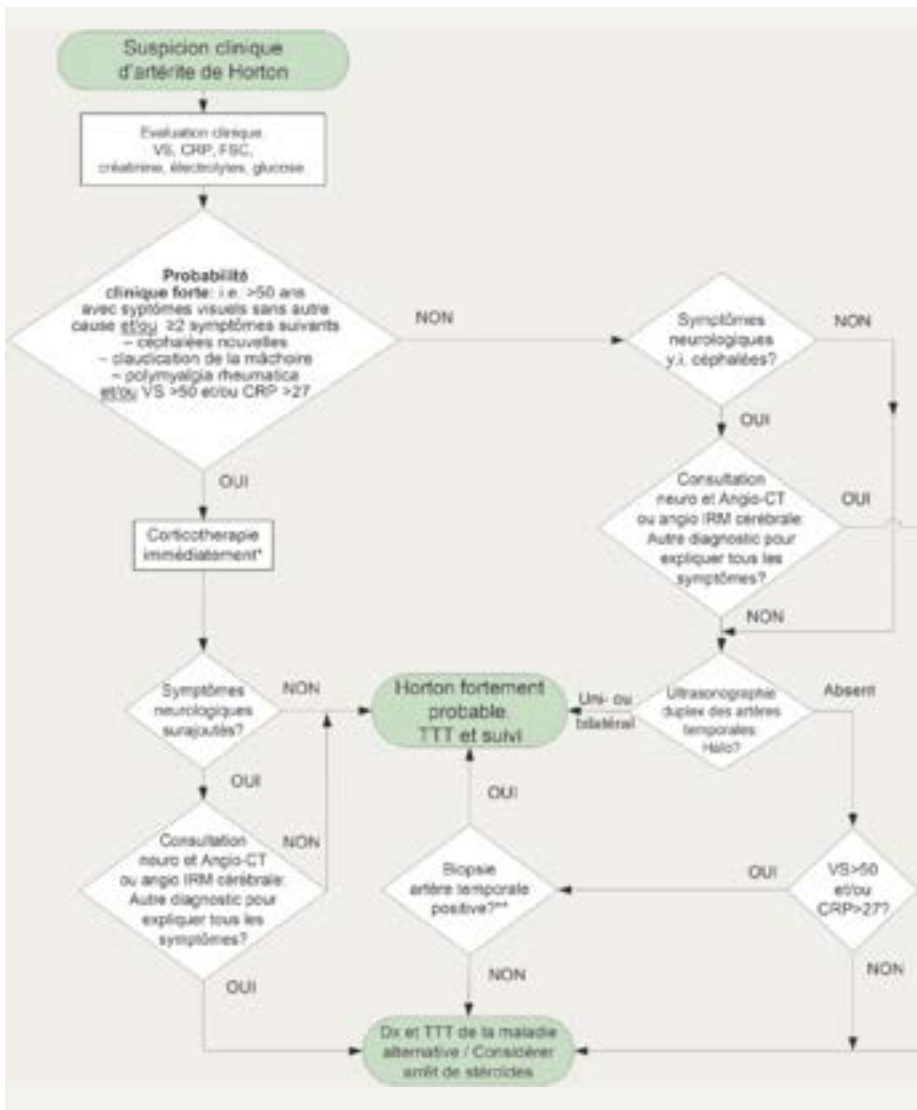 Suspicion clinique
d'artérite de Horton
Evaluation clinique
VS, CRP, FSC,
créatinine, électrolytes, glucose
Probabilité
clinique forte: i.e. >50 ans
avec syptômes visuels sans autre
cause et/ou ≥2 symptômes suivants
– céphalées nouvelles
– claudication de la mâchoire
– polymyalgia rheumatica
et/ou VS >50 et/ou CRP >27
NON
Symptômes
neurologiques
y.i. céphalées?
NON
OUI
OUI
Consultation
neuro et Angio-CT
ou angio IRM cérébrale:
Autre diagnostic pour
expliquer tous les
symptômes?
OUI
NON
Corticotherapie
immédiatement*
Symptômes
neurologiques
surajoutés?
NON
Horton fortement
probable.
TTT et suivi
Uni- ou
bilatéral
Ultrasonographie
duplex des artères
temporales:
Halo?
Absent
OUI
OUI
Consultation
neuro et Angio-CT
ou angio IRM cérébrale:
Autre diagnostic pour
expliquer tous les
symptômes?
NON
Biopsie
artère temporale
positive?**
OUI
VS>50
et/ou
CRP>27?
NON
NON
OUI
Dx et TTT de la maladie
alternative / Considérer
arrêt de stéroïdes